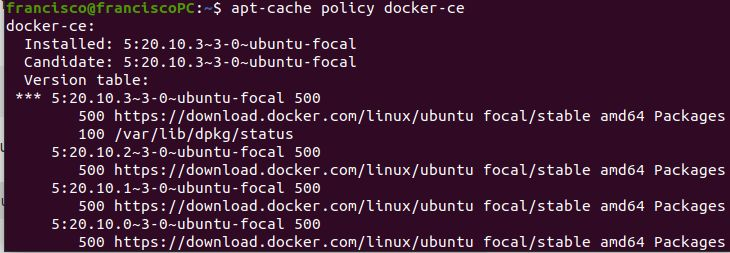 francisco@franciscoPC:~$ apt-cache policy docker-ce
docker-ce:
  Installed: 5:20.10.3~3-0~ubuntu-focal
  Candidate: 5:20.10.3~3-0~ubuntu-focal
  Version table:
 *** 5:20.10.3~3-0~ubuntu-focal 500
        500 https://download.docker.com/linux/ubuntu focal/stable amd64 Packages
        100 /var/lib/dpkg/status
     5:20.10.2~3-0~ubuntu-focal 500
        500 https://download.docker.com/linux/ubuntu focal/stable amd64 Packages
     5:20.10.1~3-0~ubuntu-focal 500
        500 https://download.docker.com/linux/ubuntu focal/stable amd64 Packages
     5:20.10.0~3-0~ubuntu-focal 500
        500 https://download.docker.com/linux/ubuntu focal/stable amd64 Packages